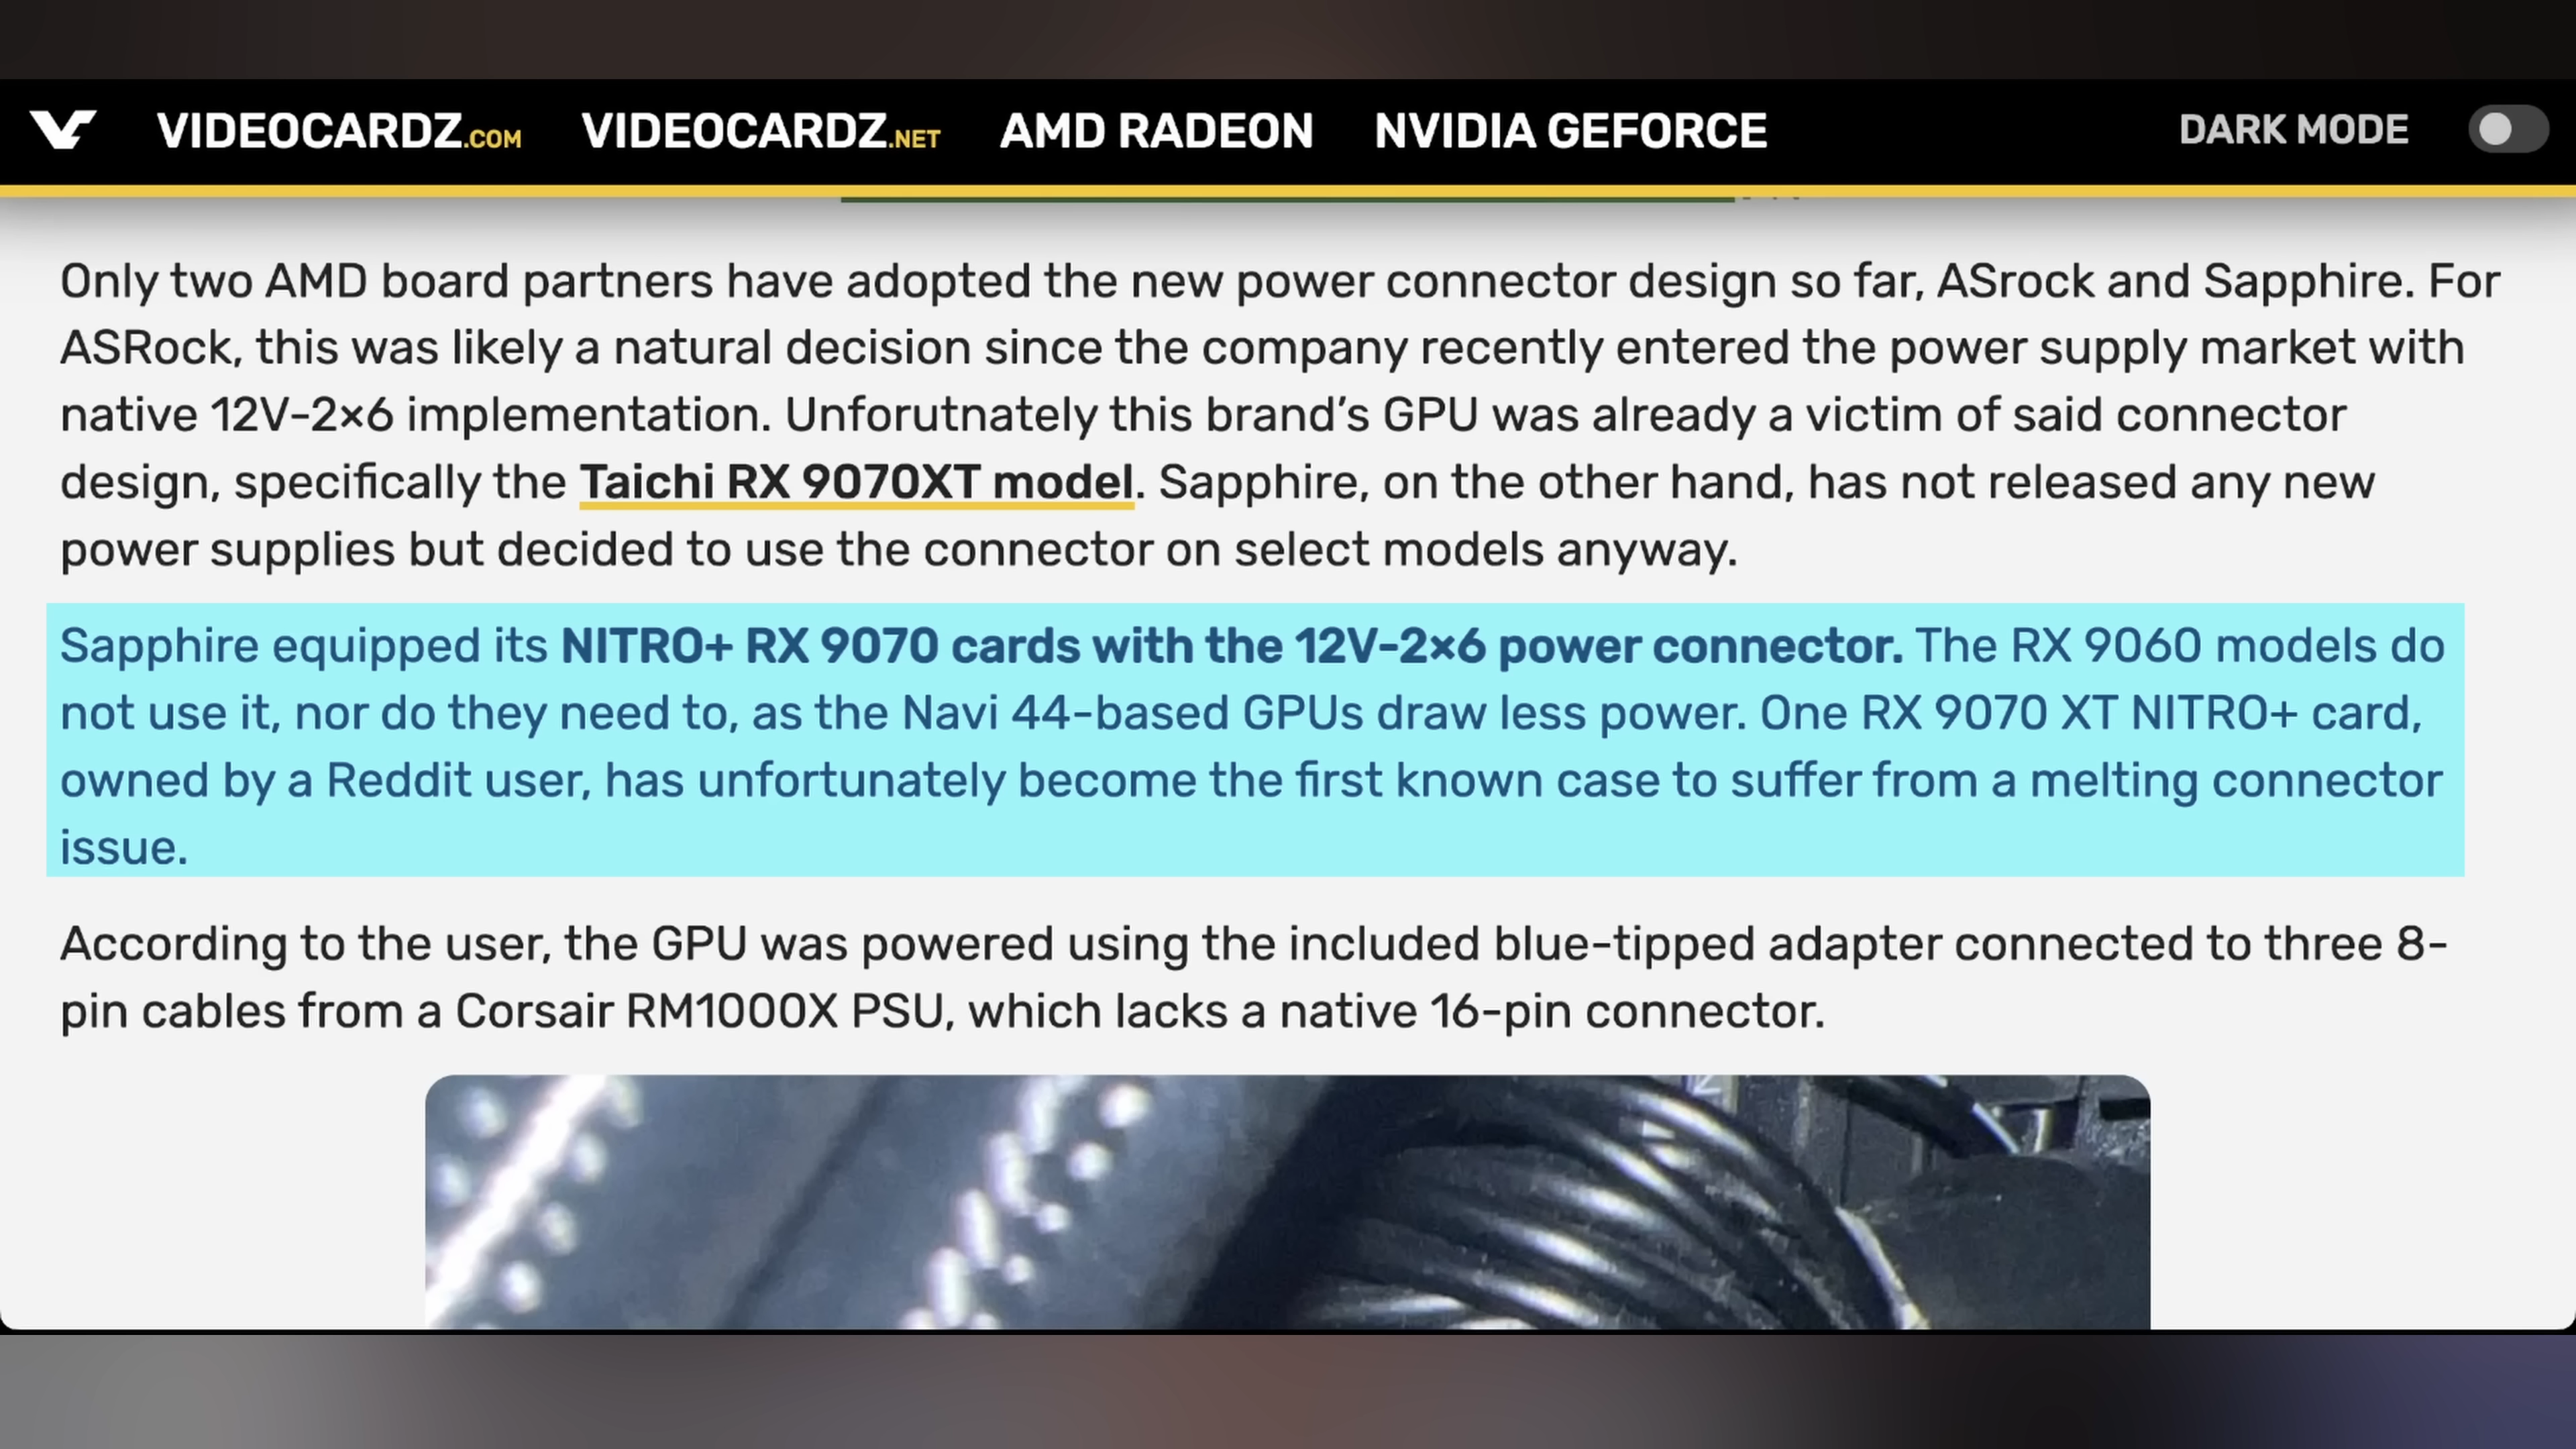 VIDEOCARDZ.COM VIDEOCARDZ.NET AMD RADEON NVIDIA GEFORCE DARK MODE
Only two AMD board partners have adopted the new power connector design so far, ASrock and Sapphire. For
ASRock, this was likely a natural decision since the company recently entered the power supply market with
native 12V-2×6 implementation. Unforutnately this brand’s GPU was already a victim of said connector
design, specifically the Taichi RX 9070XT model. Sapphire, on the other hand, has not released any new
power supplies but decided to use the connector on select models anyway.
Sapphire equipped its NITRO+ RX 9070 cards with the 12V-2×6 power connector. The RX 9060 models do
not use it, nor do they need to, as the Navi 44-based GPUs draw less power. One RX 9070 XT NITRO+ card,
owned by a Reddit user, has unfortunately become the first known case to suffer from a melting connector
issue.
According to the user, the GPU was powered using the included blue-tipped adapter connected to three 8-
pin cables from a Corsair RM1000X PSU, which lacks a native 16-pin connector.